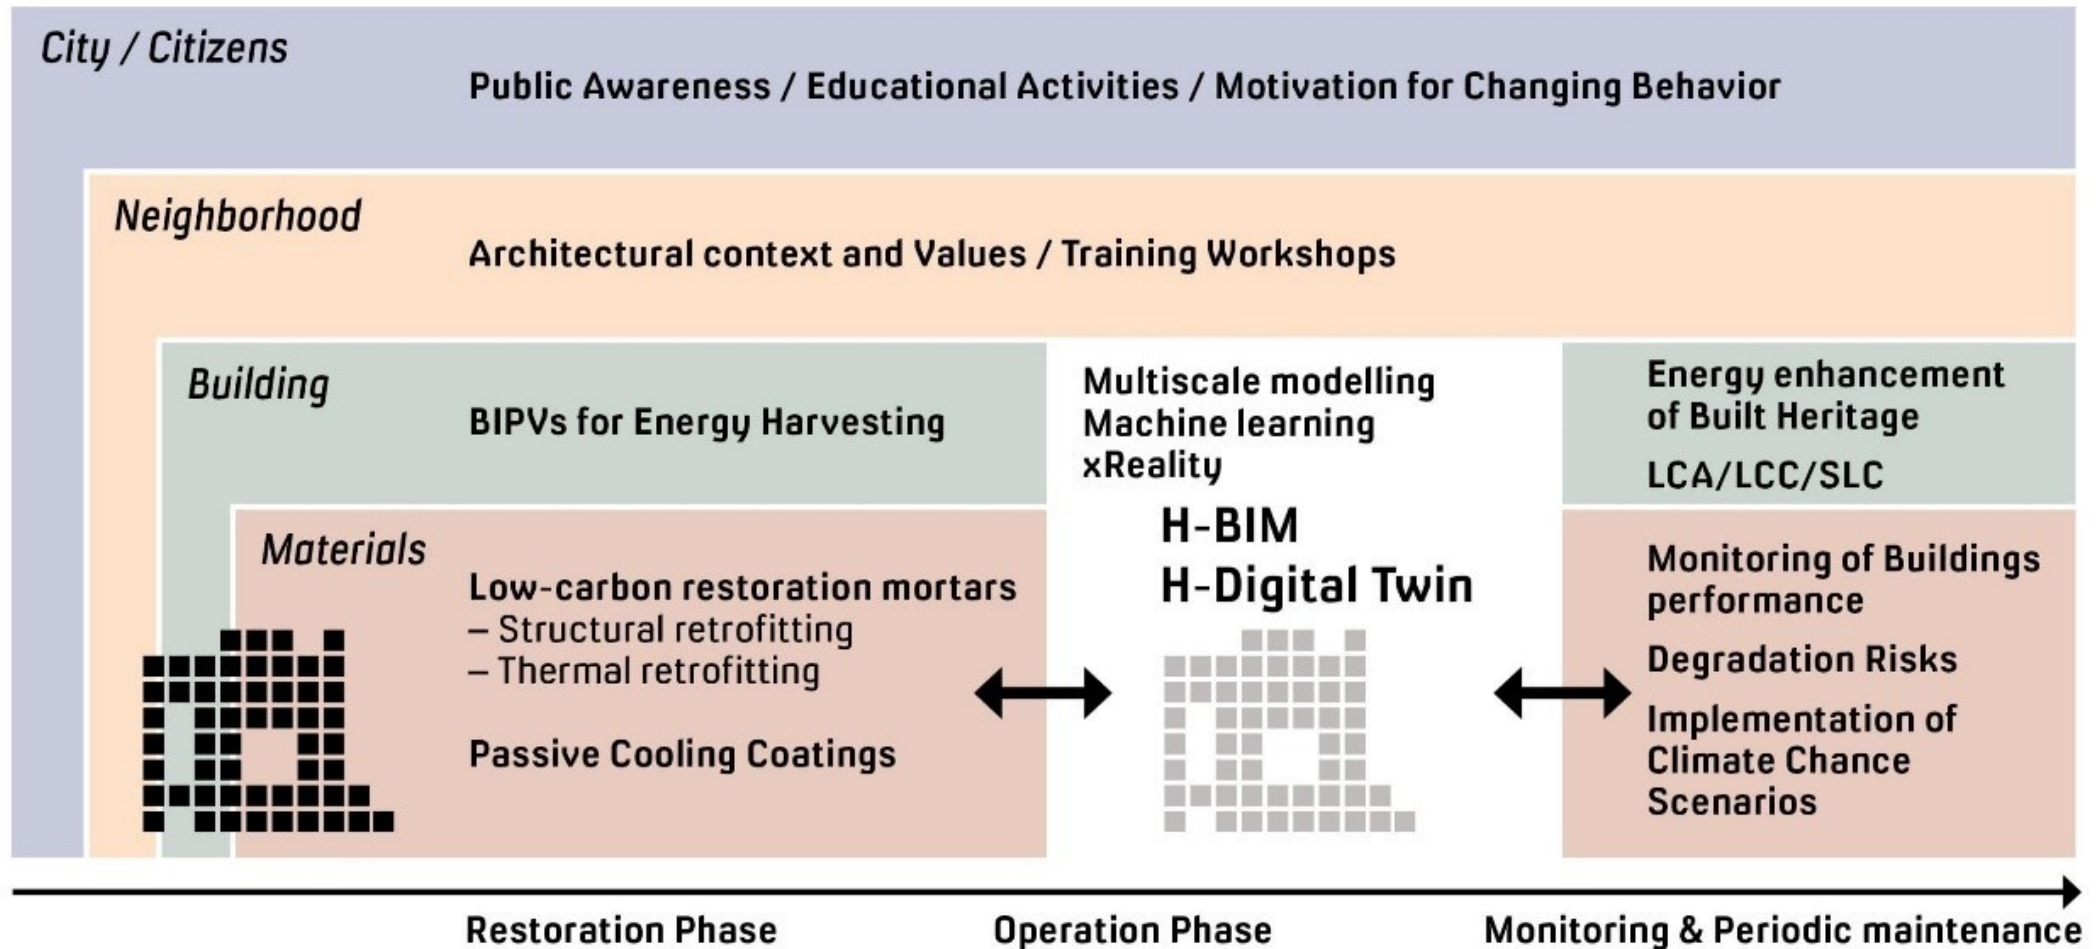 City / Citizens
Public Awareness / Educational Activities / Motivation for Changing Behavior
Neighborhood
Architectural context and Values / Training Workshops
Building
BIPVs for Energy Harvesting
Multiscale modelling
Machine learning
xReality
Energy enhancement
of Built Heritage
LCA/LCC/SLC
H-BIM
H-Digital Twin
Materials
Low-carbon restoration mortars
– Structural retrofitting
– Thermal retrofitting
Passive Cooling Coatings
Monitoring of Buildings
performance
Degradation Risks
Implementation of
Climate Chance
Scenarios
Restoration Phase
Operation Phase
Monitoring & Periodic maintenance